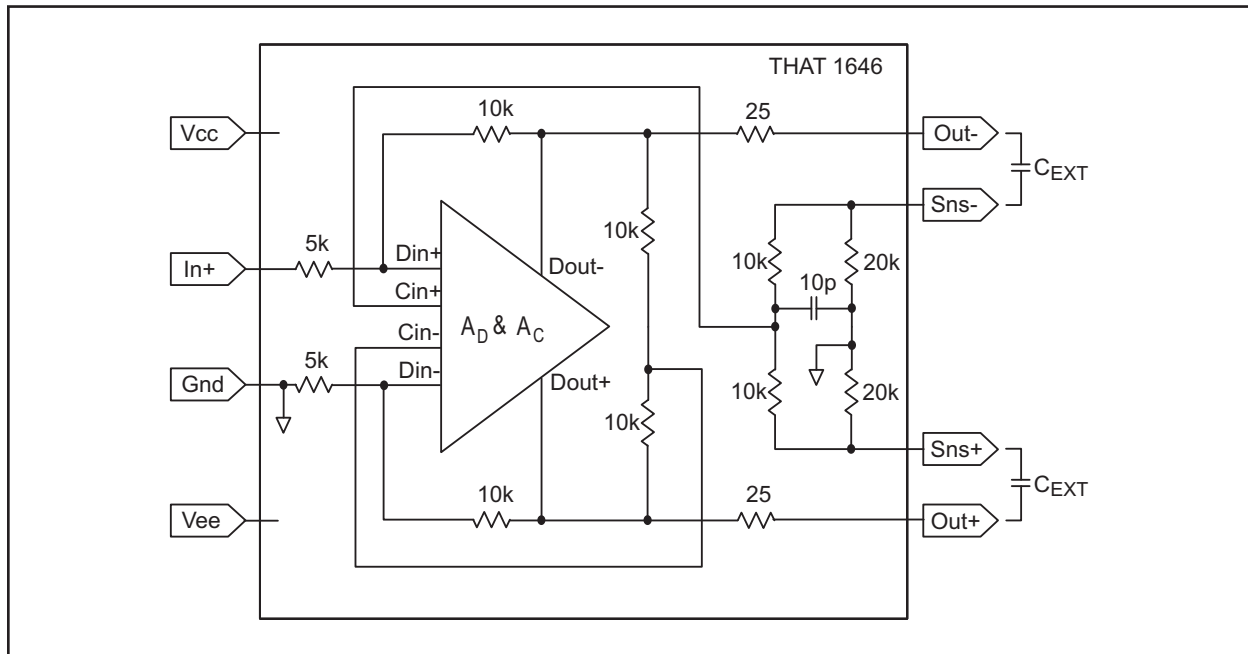 THAT 1646
10k
25
Vcc
Out-
CEXT
Sns-
5k
10k
10k
20k
In+
Din+
Dout-
10p
Cin+
AD & AC
Cin-
5k
Gnd
Din-
Dout+
10k
10k
20k
Sns+
CEXT
10k
25
Vee
Out+